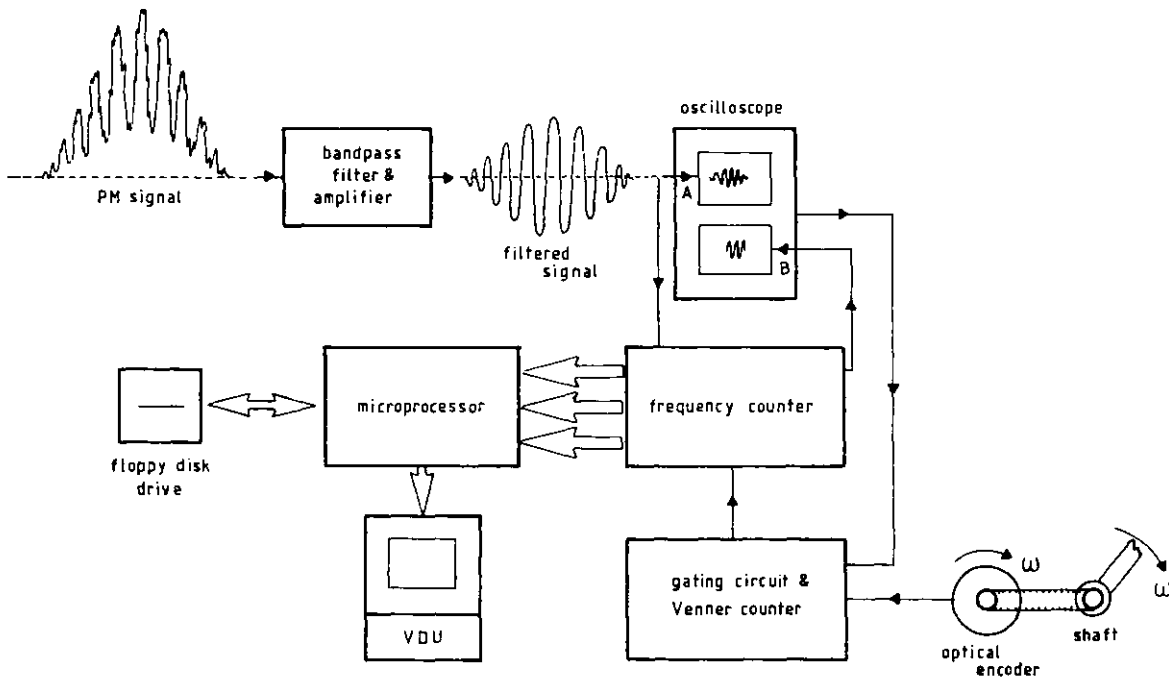 oscilloscope
bandpass
filter &
amplifier
PM signal
A
filtered
signal
B
microprocessor
frequency counter
floppy disk
drive
gating circuit &
Venner counter
VDU
ω
ω
shaft
optical
encoder